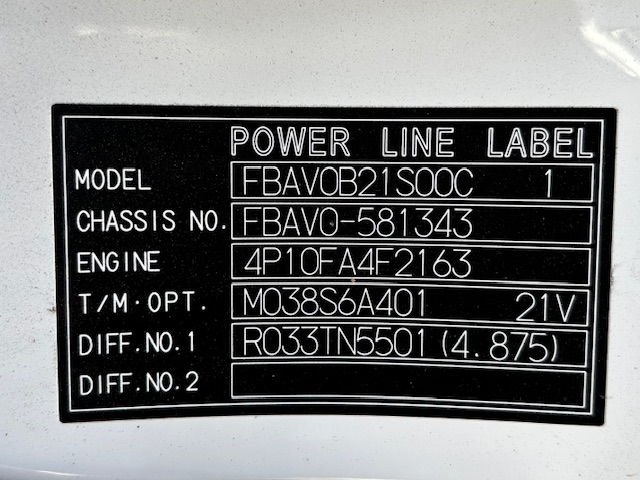 POWER LINE LABEL
MODEL FBAV0B21S00C 1
CHASSIS NO. FBAV0-581343
ENGINE 4P10FA4F2163
T/M·OPT. M038S6A401 21V
DIFF.NO.1 R033TN5501(4.875)
DIFF.NO.2